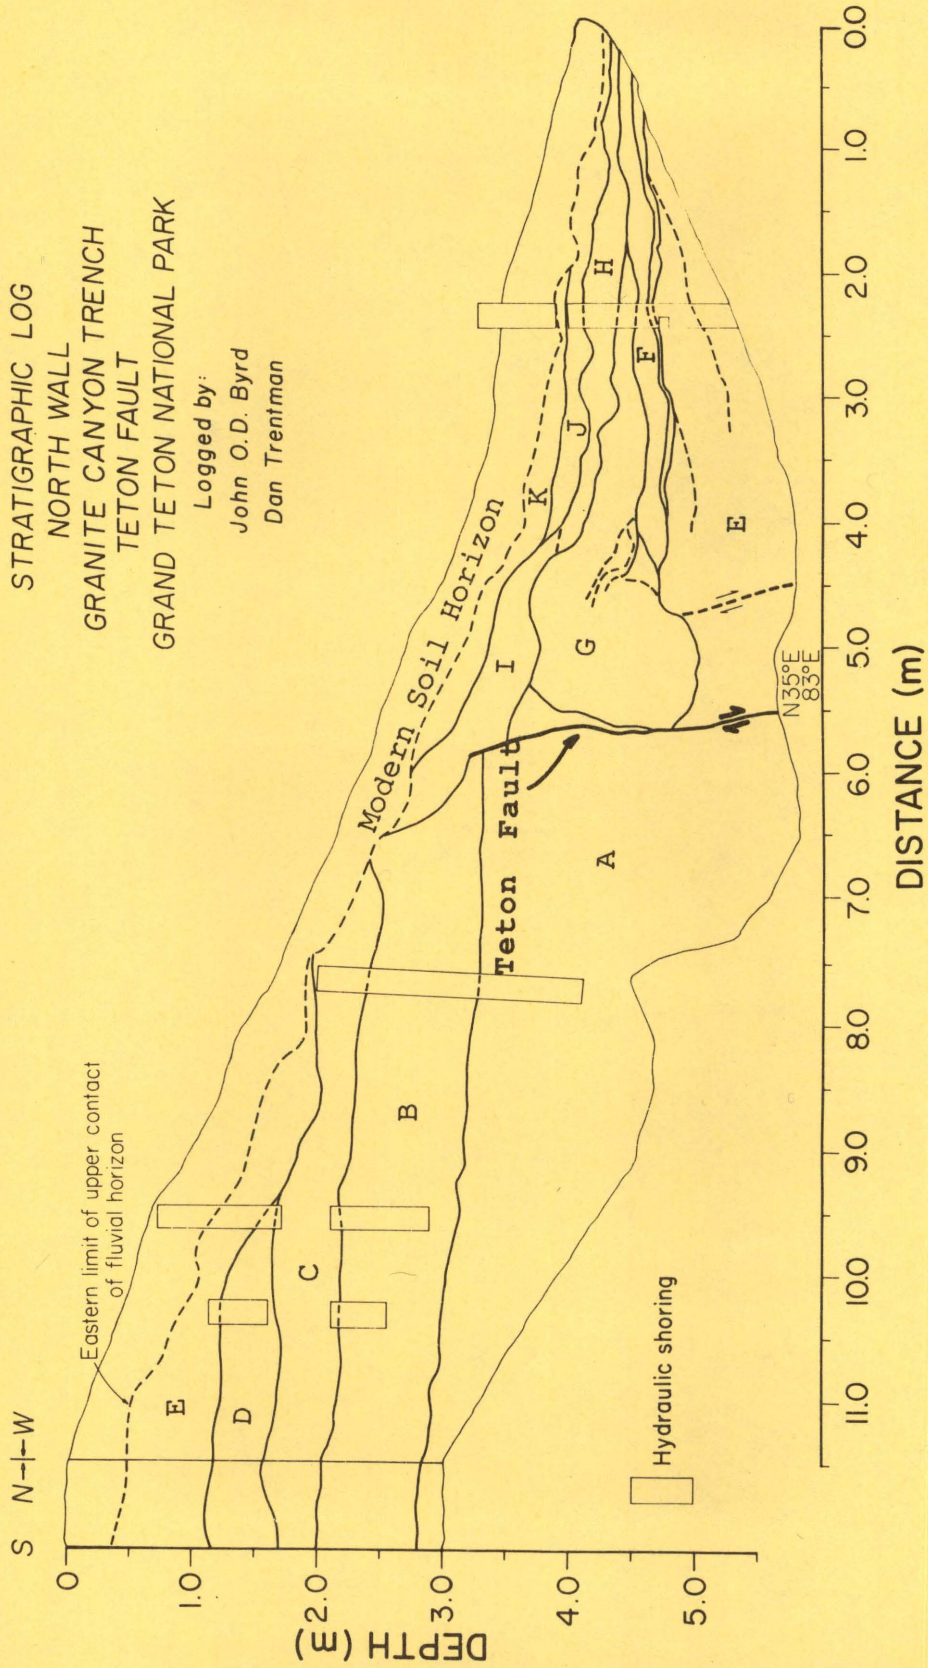 STRATIGRAPHIC LOG
NORTH WALL
GRANITE CANYON TRENCH
TETON FAULT
GRAND TETON NATIONAL PARK
Logged by:
John O.D. Byrd
Dan Trentman
S N W
Eastern limit of upper contact
of fluvial horizon
Modern Soil Horizon
E
D
C
B
A
Teton Fault
I
G
K
J
H
F
E
N35°E
83°E
Hydraulic shoring
DEPTH (m)
0
1.0
2.0
3.0
4.0
5.0
11.0
10.0
9.0
8.0
7.0
6.0
5.0
4.0
3.0
2.0
1.0
0.0
DISTANCE (m)